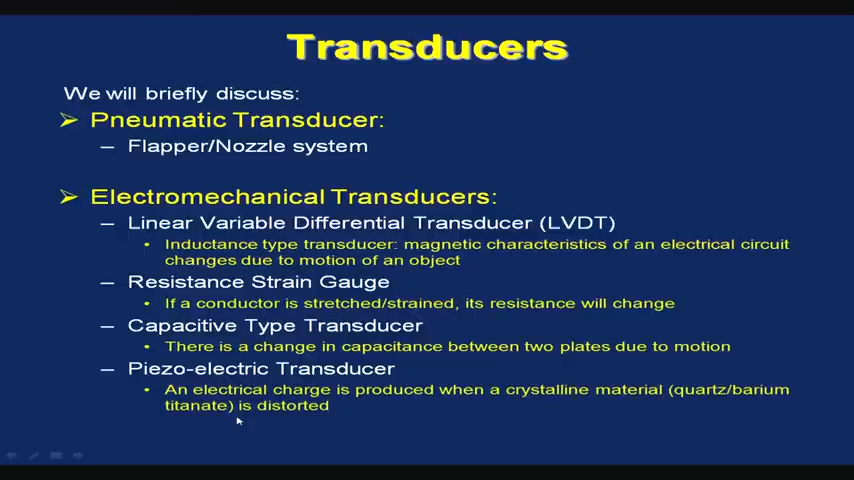 Transducers
We will briefly discuss:
➢ Pneumatic Transducer:
– Flapper/Nozzle system
➢ Electromechanical Transducers:
– Linear Variable Differential Transducer (LVDT)
• Inductance type transducer: magnetic characteristics of an electrical circuit
changes due to motion of an object
– Resistance Strain Gauge
• If a conductor is stretched/strained, its resistance will change
– Capacitive Type Transducer
• There is a change in capacitance between two plates due to motion
– Piezo-electric Transducer
• An electrical charge is produced when a crystalline material (quartz/barium
titanate) is distorted